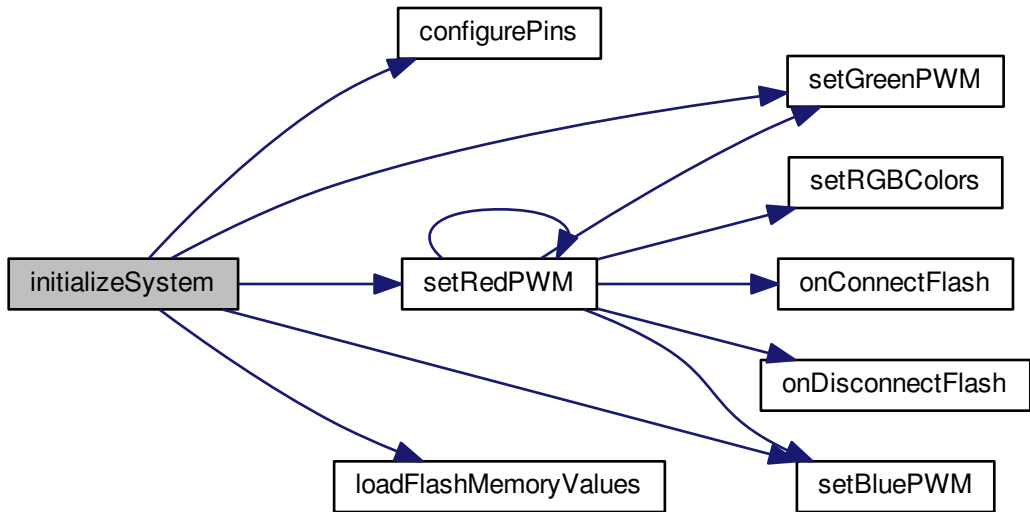 configurePins
setGreenPWM
setRGBColors
initializeSystem
setRedPWM
onConnectFlash
onDisconnectFlash
loadFlashMemoryValues
setBluePWM